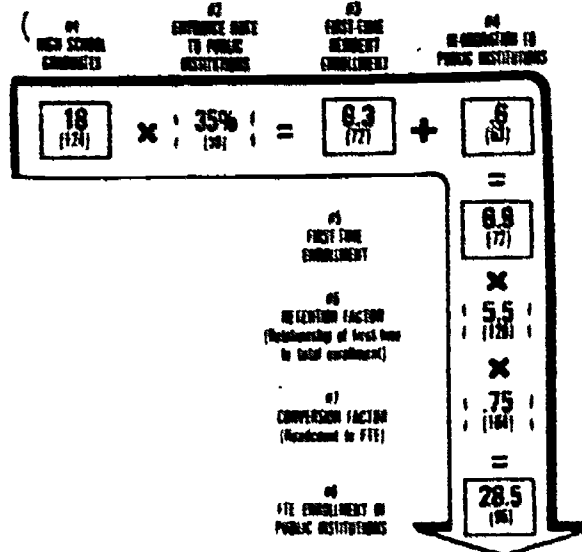 #1
HIGH SCHOOL
GRADUATES
#2
ENTRANCE RATE
TO PUBLIC
INSTITUTIONS
#3
FIRST-TIME
RESIDENT
ENROLLMENT
#4
IN-MIGRATION TO
PUBLIC INSTITUTIONS
18 × 35% = 6.3 + .6
(124) (72)
=
#5
FIRST-TIME
ENROLLMENT
6.9
(77)
×
#6
RETENTION FACTOR
(Relationship of first time
to total enrollment)
5.5
×
#7
CONVERSION FACTOR
(Headcount to FTE)
.75
=
#8
FTE ENROLLMENT IN
PUBLIC INSTITUTIONS
28.5
(96)